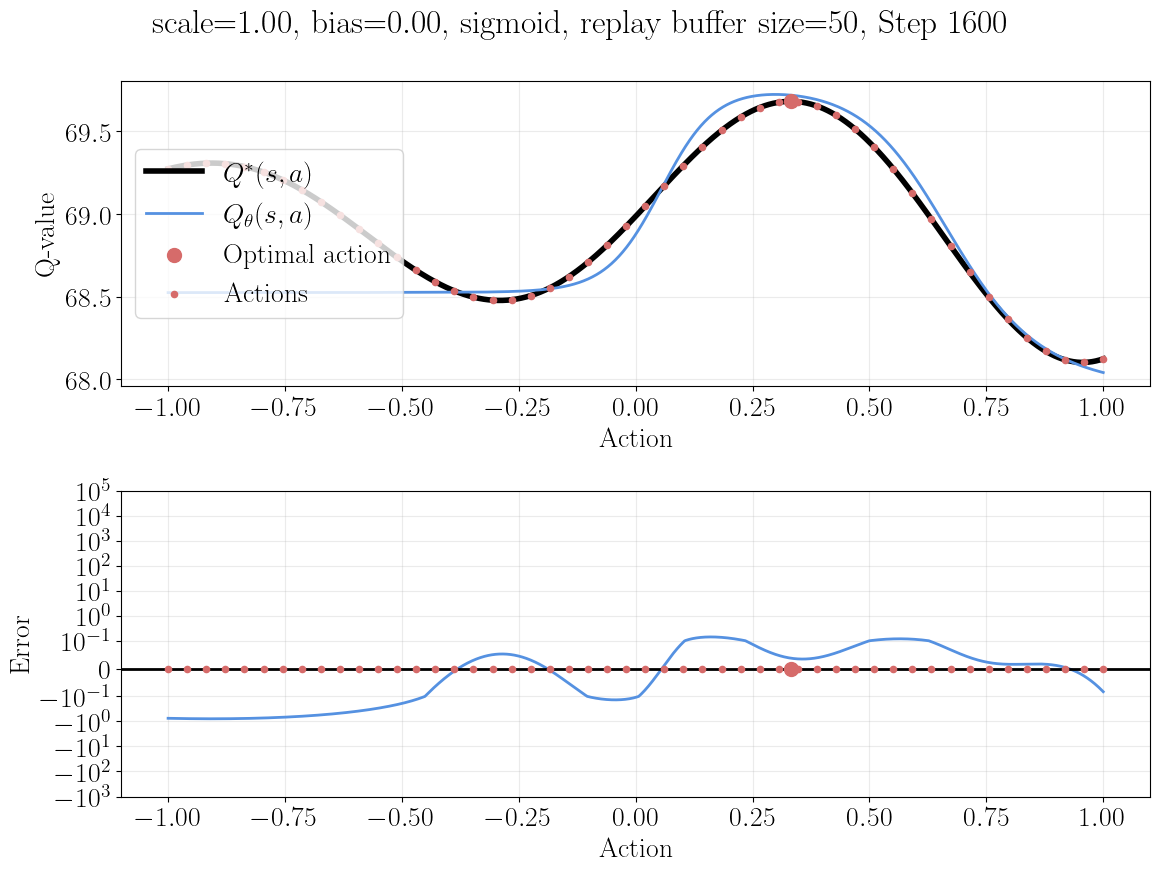 scale=1.00, bias=0.00, sigmoid, replay buffer size=50, Step 1600
Q-value
69.5
69.0
68.5
68.0
Q*(s, a)
Qθ(s, a)
Optimal action
Actions
−1.00 −0.75 −0.50 −0.25 0.00 0.25 0.50 0.75 1.00
Action
Error
10^5
10^4
10^3
10^2
10^1
10^0
10^−1
0
−10^−1
−10^0
−10^1
−10^2
−10^3
−1.00 −0.75 −0.50 −0.25 0.00 0.25 0.50 0.75 1.00
Action